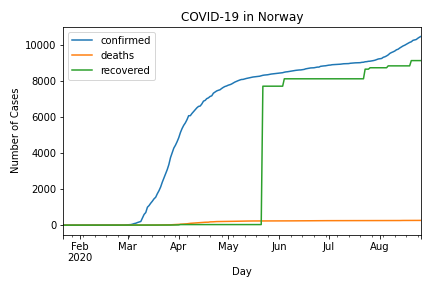 COVID-19 in Norway
confirmed
deaths
recovered
Number of Cases
10000
8000
6000
4000
2000
0
Feb Mar Apr May Jun Jul Aug
2020
Day